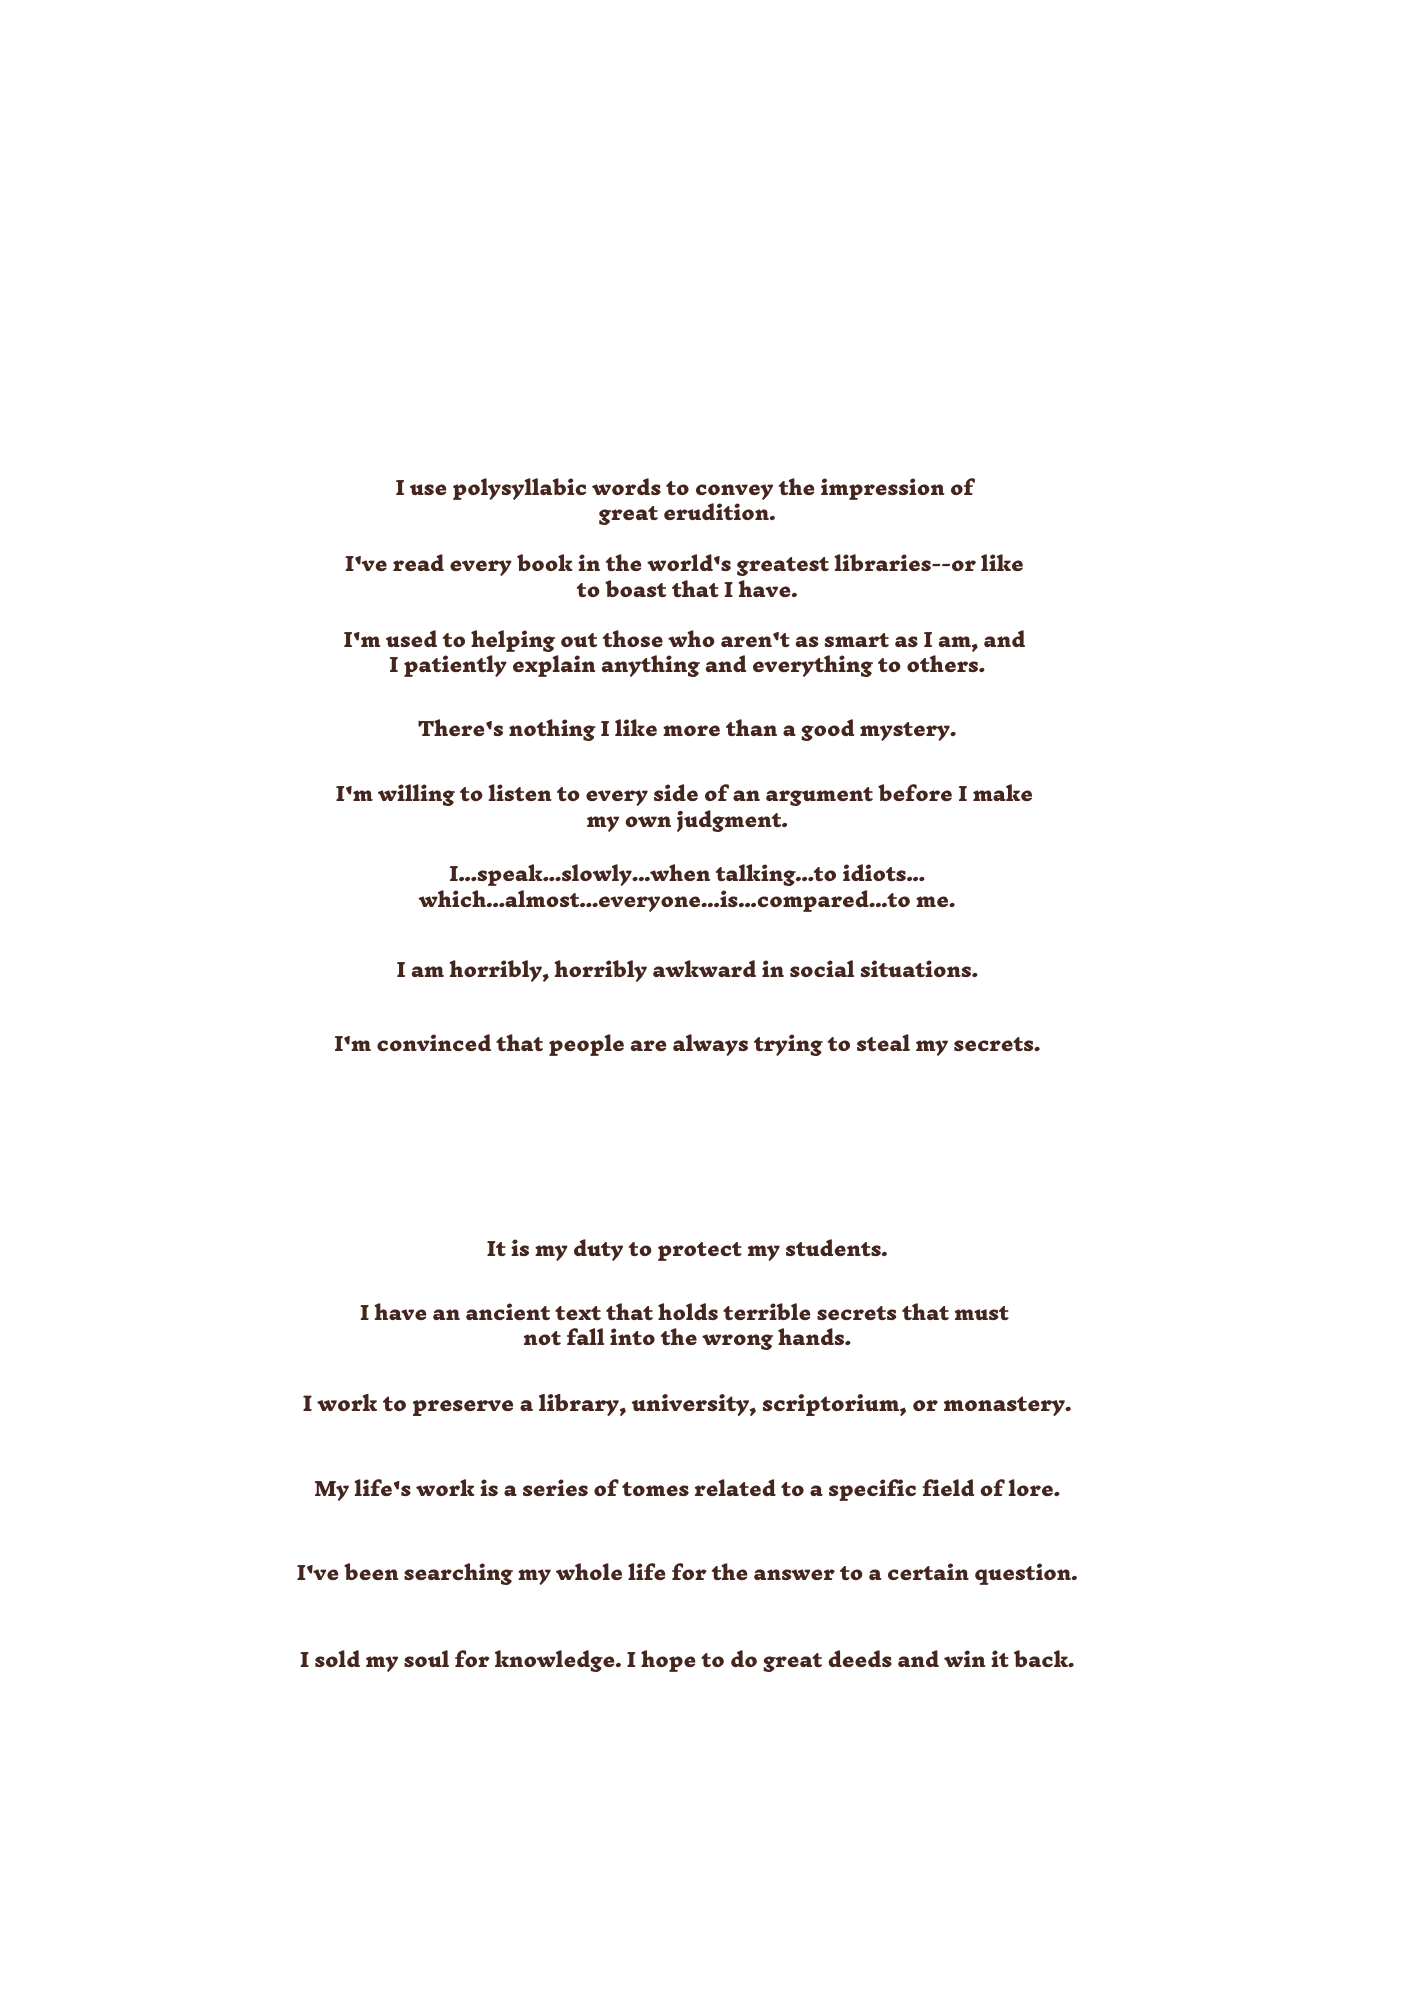 I use polysyllabic words to convey the impression of
great erudition.
I've read every book in the world's greatest libraries--or like
to boast that I have.
I'm used to helping out those who aren't as smart as I am, and
I patiently explain anything and everything to others.
There's nothing I like more than a good mystery.
I'm willing to listen to every side of an argument before I make
my own judgment.
I...speak...slowly...when talking...to idiots...
which...almost...everyone...is...compared...to me.
I am horribly, horribly awkward in social situations.
I'm convinced that people are always trying to steal my secrets.
It is my duty to protect my students.
I have an ancient text that holds terrible secrets that must
not fall into the wrong hands.
I work to preserve a library, university, scriptorium, or monastery.
My life's work is a series of tomes related to a specific field of lore.
I've been searching my whole life for the answer to a certain question.
I sold my soul for knowledge. I hope to do great deeds and win it back.